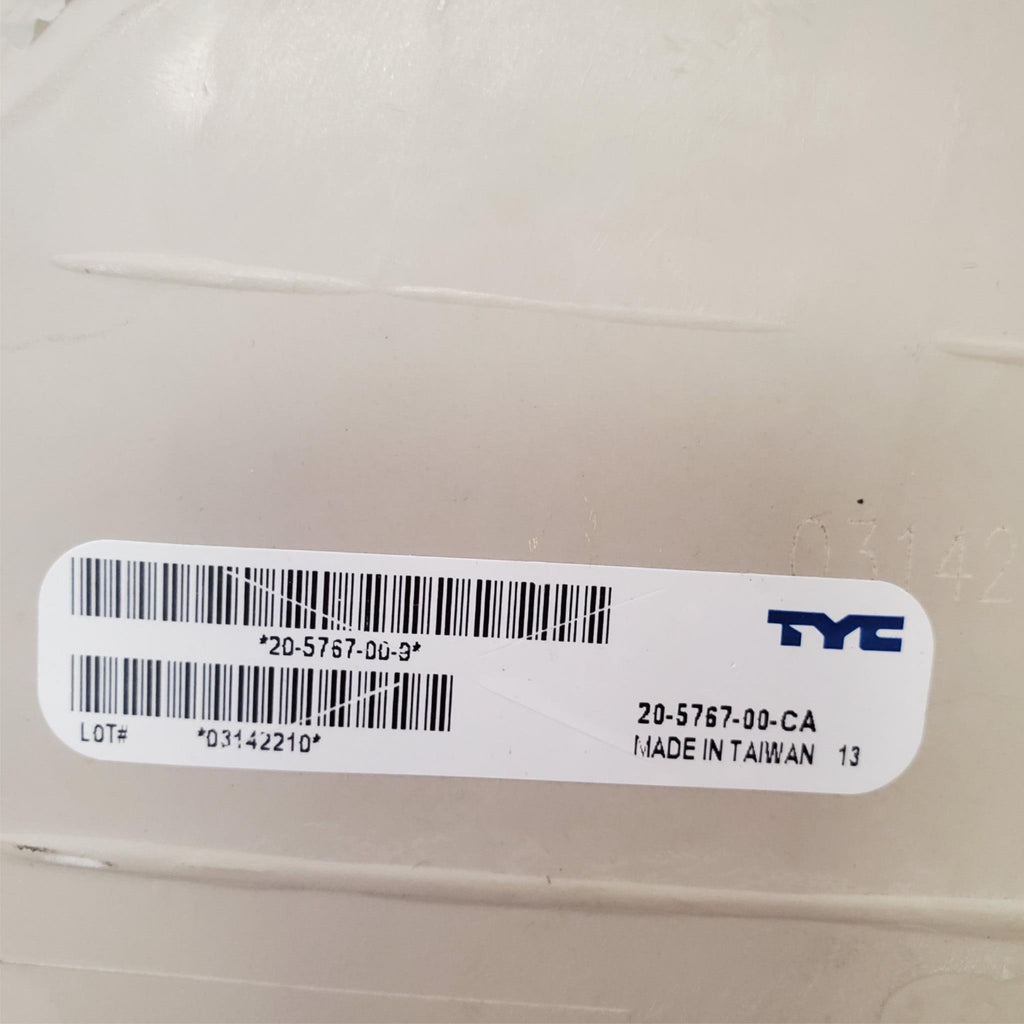 03142
*20-5767-00-9*
TYC
*03142210*
LOT#
20-5767-00-CA
MADE IN TAIWAN 13